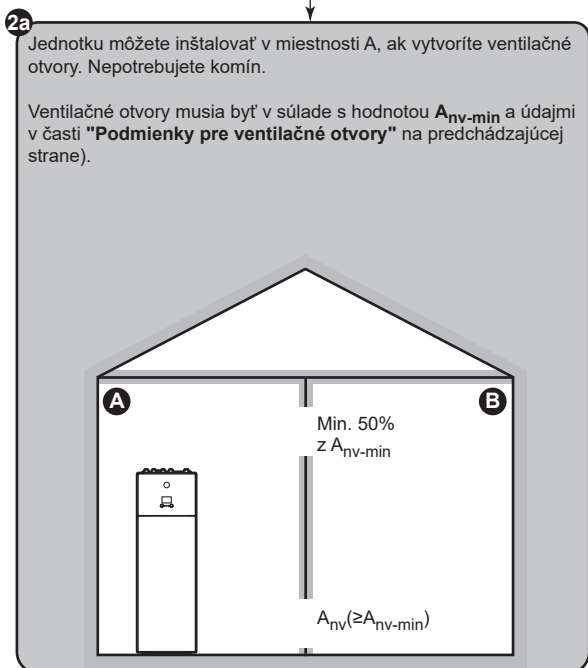 2a
Jednotku môžete inštalovať v miestnosti A, ak vytvoríte ventilačné
otvory. Nepotrebujete komín.
Ventilačné otvory musia byť v súlade s hodnotou Anv-min a údajmi
v časti "Podmienky pre ventilačné otvory" na predchádzajúcej
strane).
A
B
Min. 50%
z Anv-min
Anv(≥Anv-min)